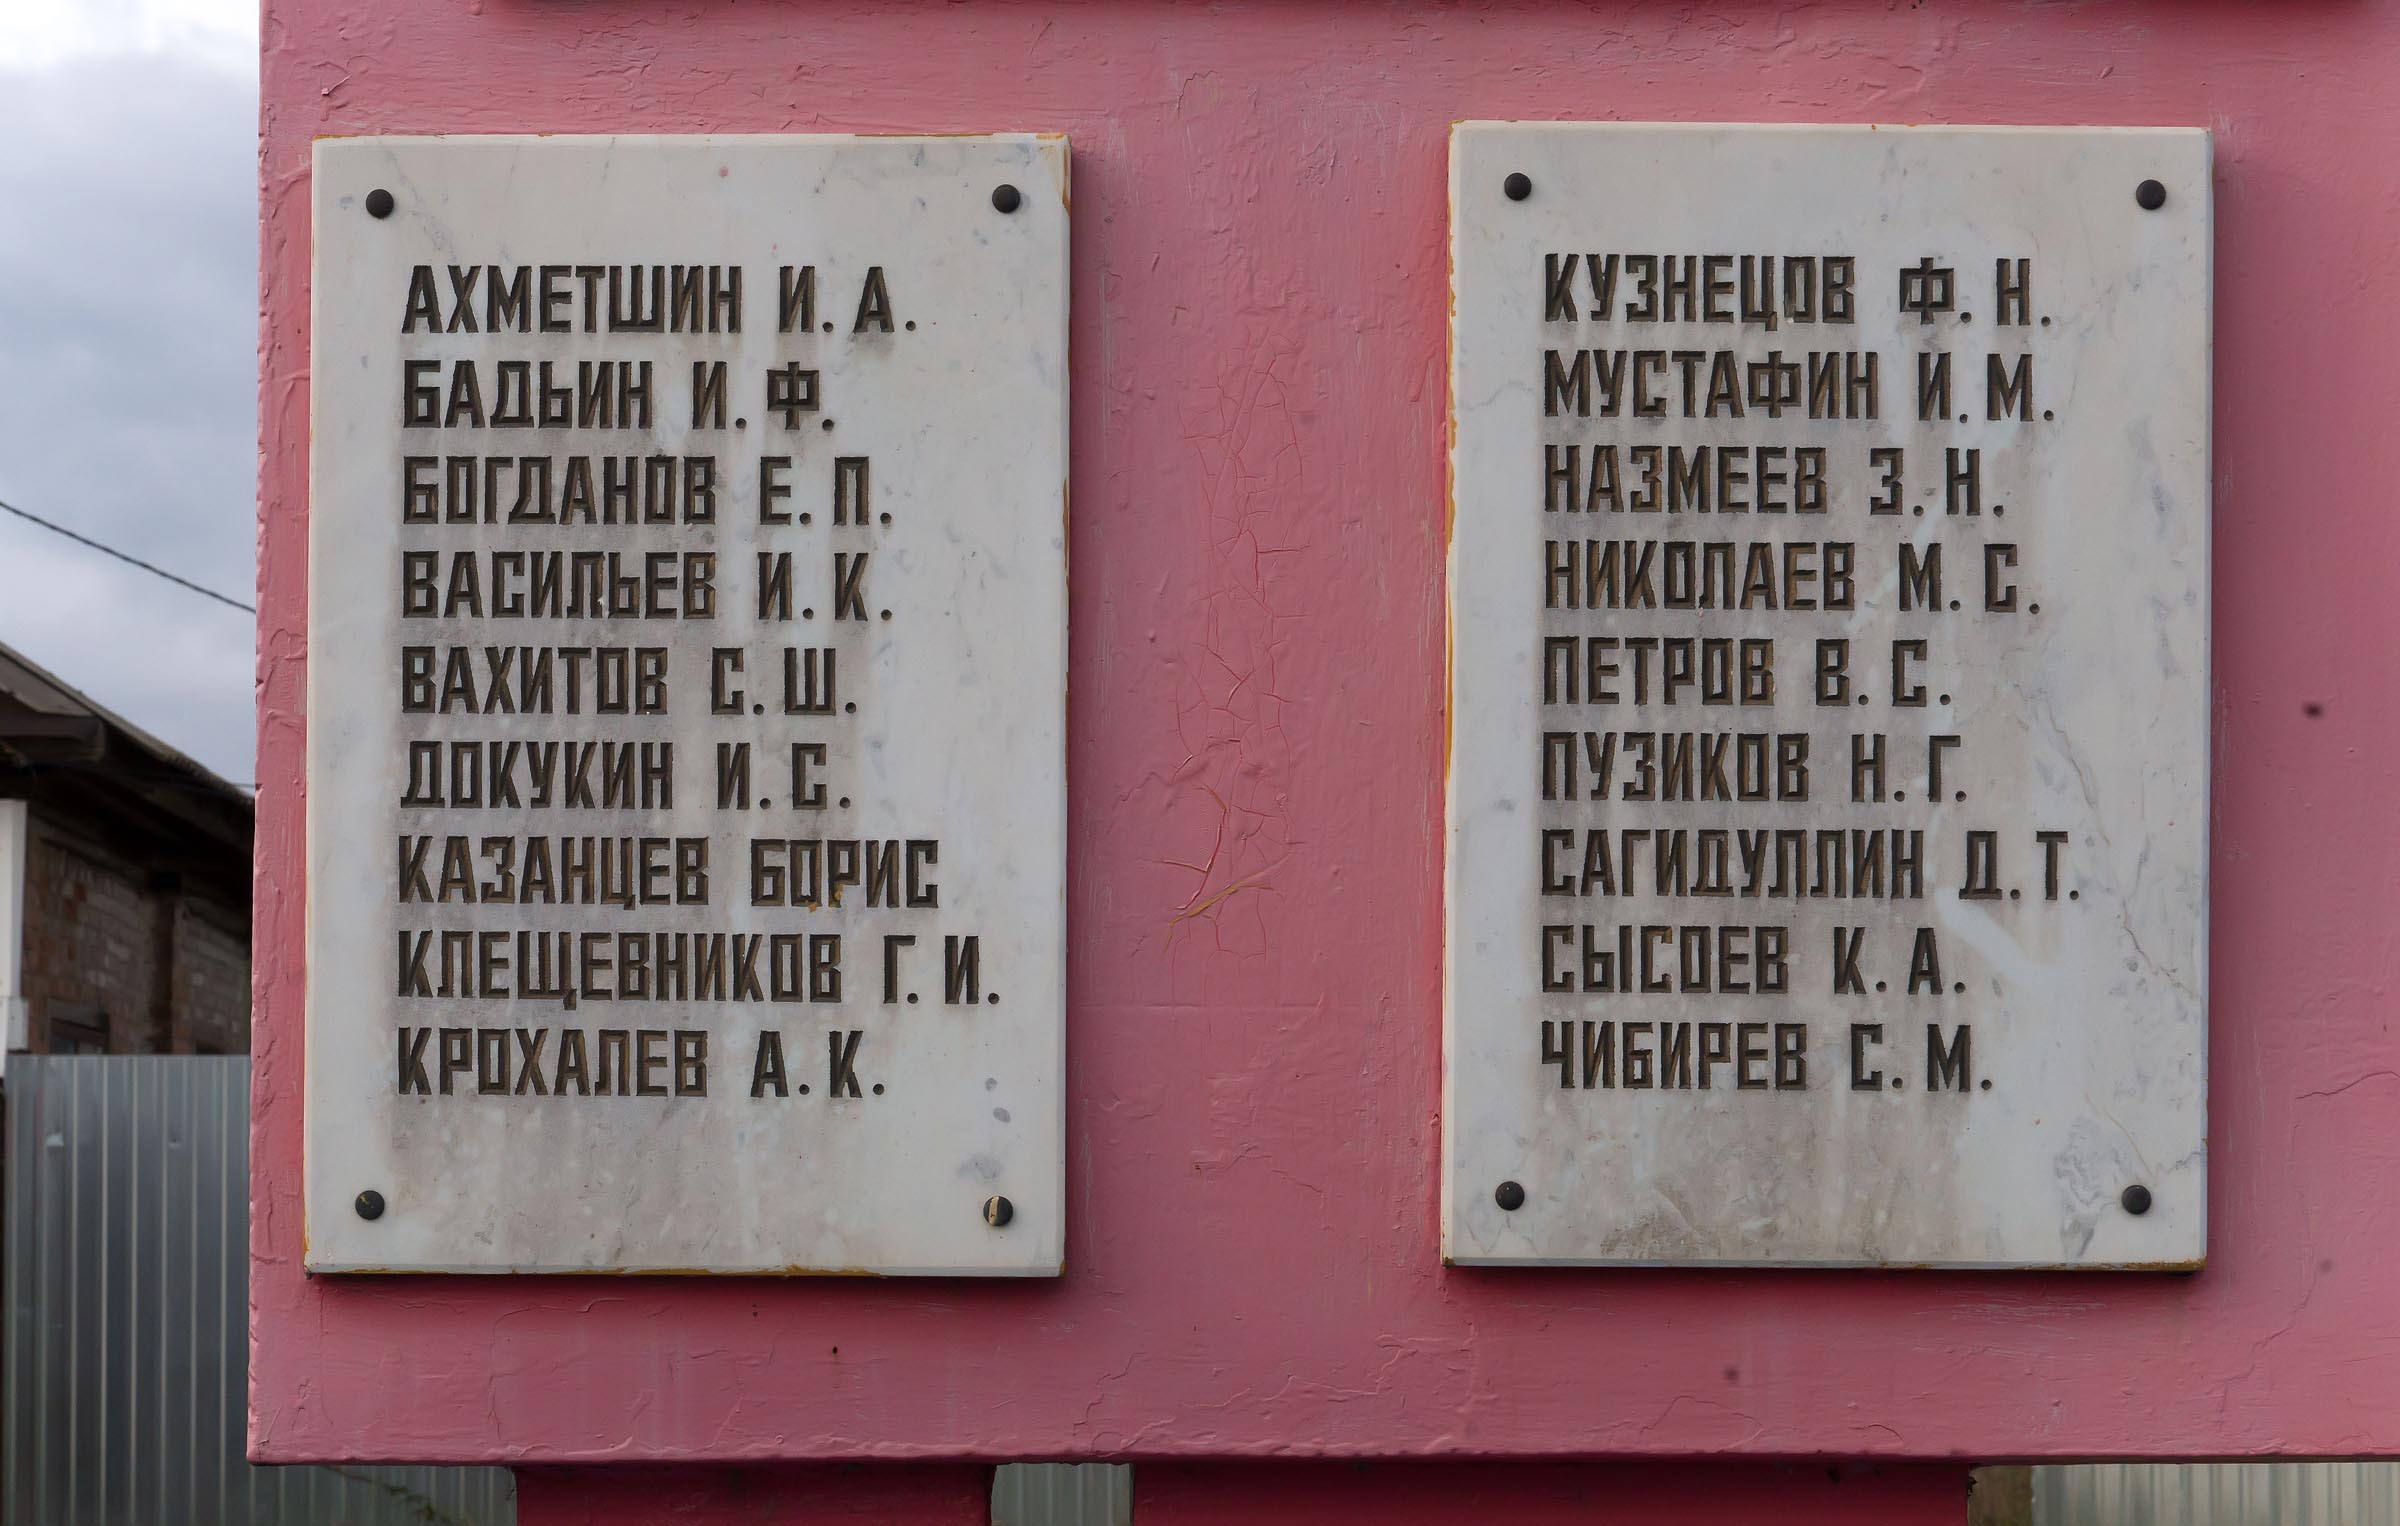 АХМЕТШИН И. А.
БАДЬИН И. Ф.
БОГДАНОВ Е. П.
ВАСИЛЬЕВ И. К.
ВАХИТОВ С. Ш.
ДОКУКИН И. С.
КАЗАНЦЕВ БОРИС
КЛЕЩЕВНИКОВ Г. И.
КРОХАЛЕВ А. К.
КУЗНЕЦОВ Ф. Н.
МУСТАФИН И. М.
НАЗМЕЕВ З. Н.
НИКОЛАЕВ М. С.
ПЕТРОВ В. С.
ПУЗИКОВ Н. Г.
САГИДУЛЛИН Д. Т.
СЫСОЕВ К. А.
ЧИБИРЕВ С. М.